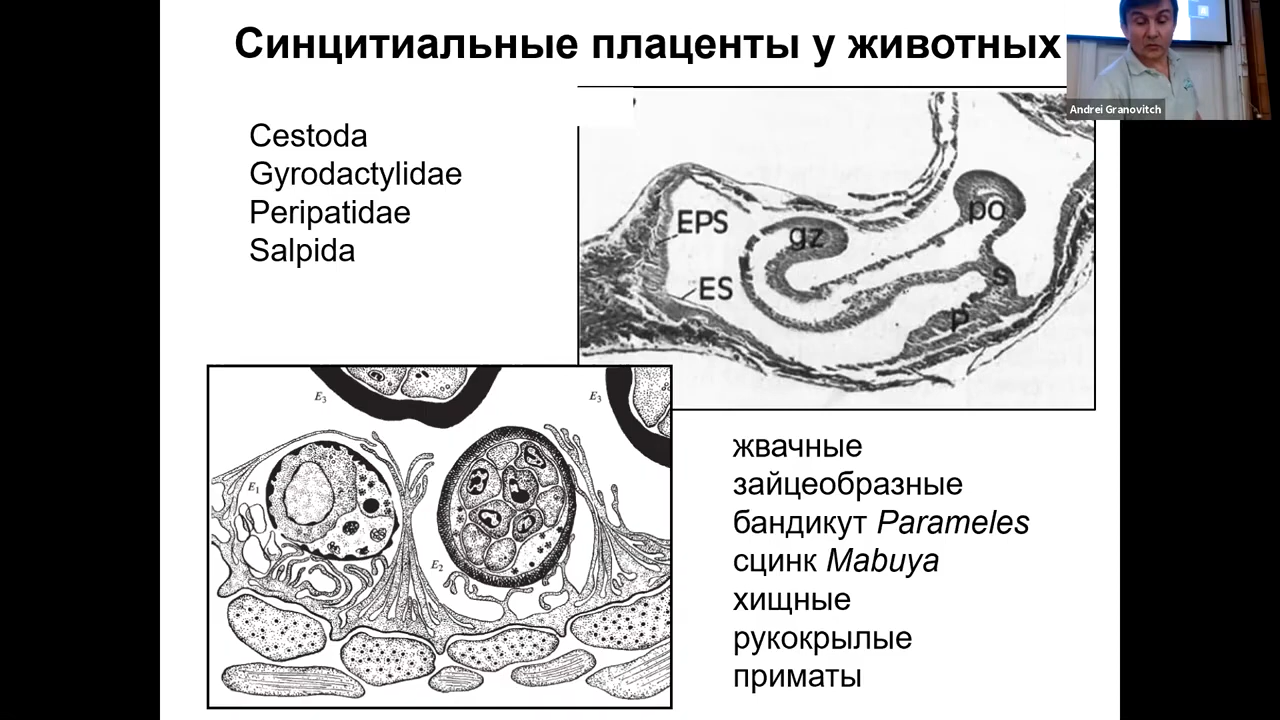 Синцитиальные плаценты у животных
Andrei Granovitch
Cestoda
Gyrodactylidae
Peripatidae
Salpida
EPS
gz
po
ES
s
p
E3
E3
E1
E2
жвачные
зайцеобразные
бандикут Parameles
сцинк Mabuya
хищные
рукокрылые
приматы